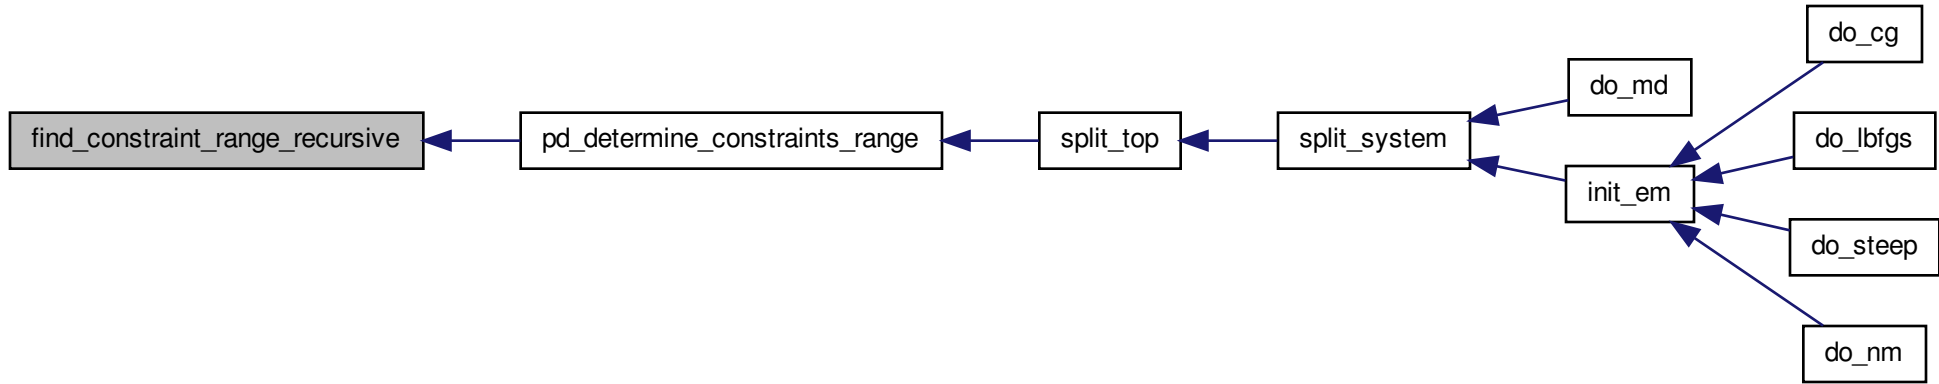 find_constraint_range_recursive
pd_determine_constraints_range
split_top
split_system
do_md
init_em
do_cg
do_lbfgs
do_steep
do_nm